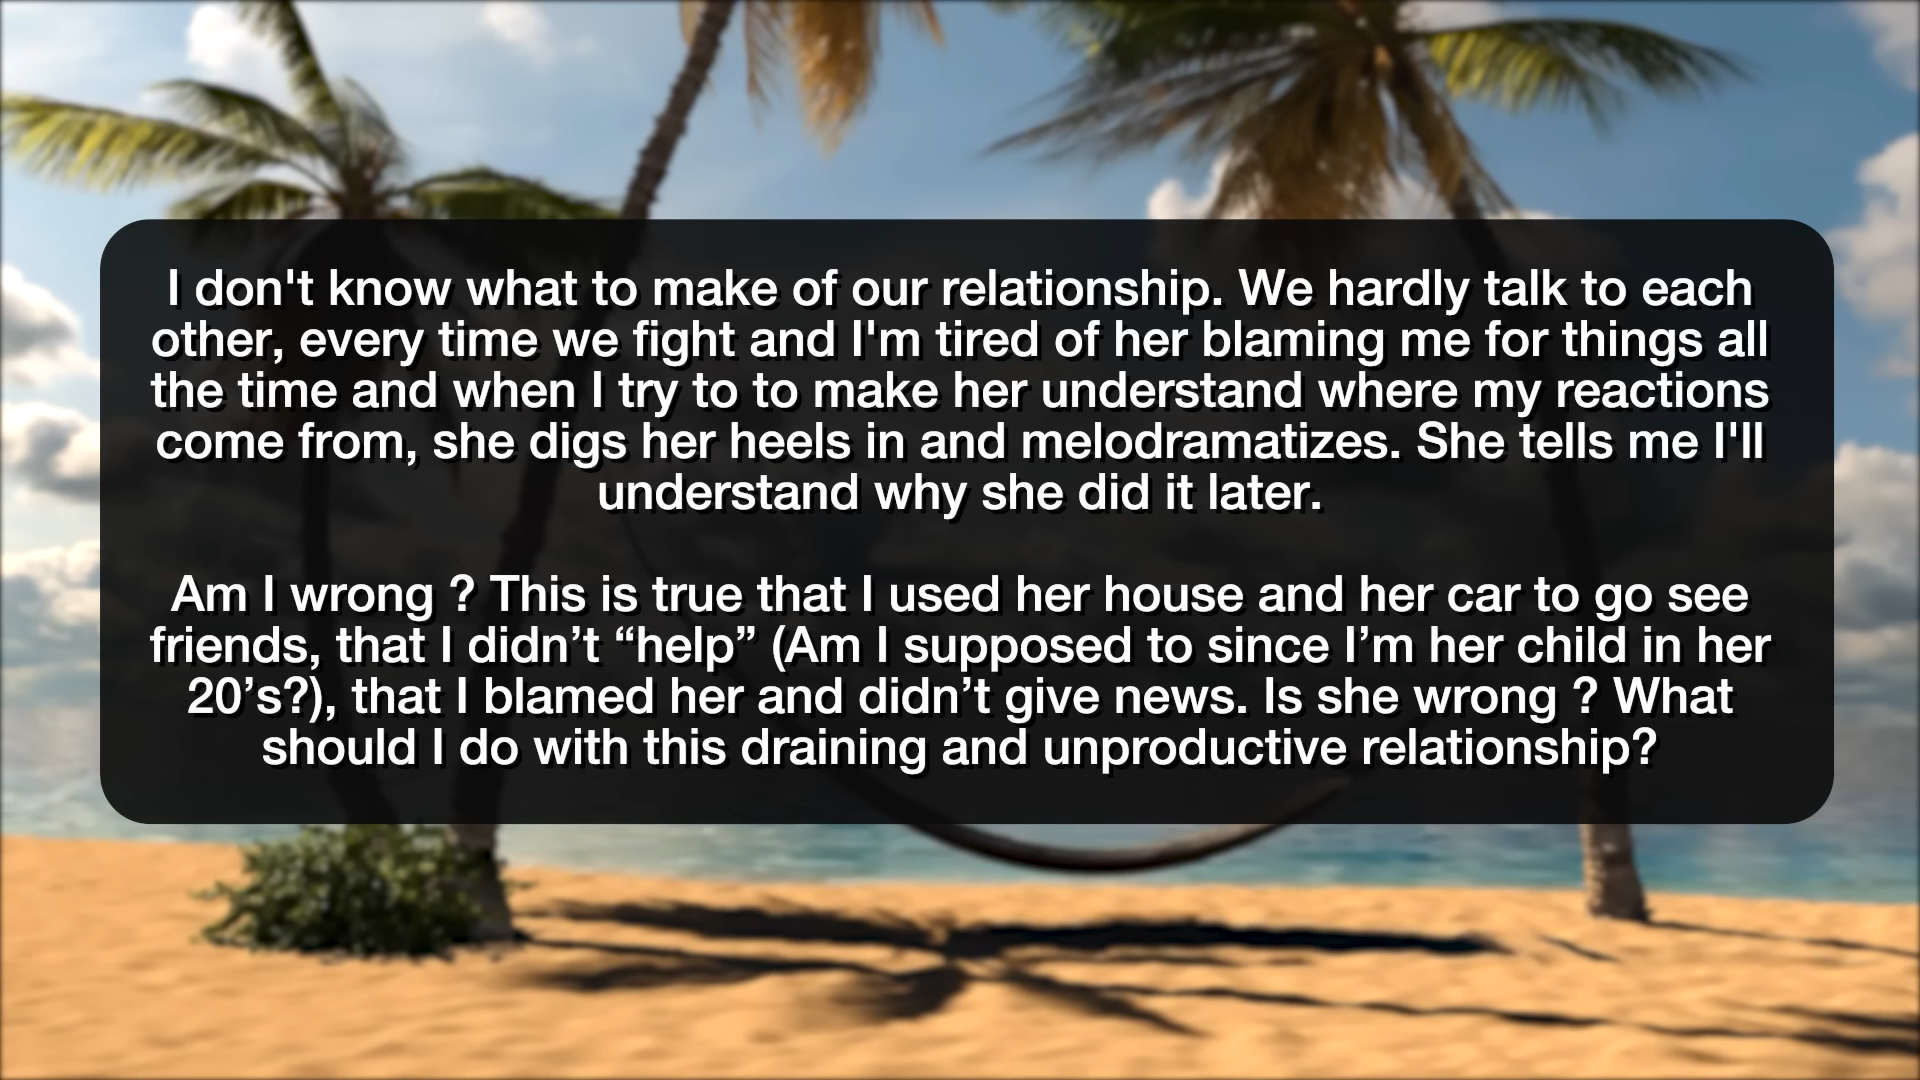 I don't know what to make of our relationship. We hardly talk to each
other, every time we fight and I'm tired of her blaming me for things all
the time and when I try to to make her understand where my reactions
come from, she digs her heels in and melodramatizes. She tells me I'll
understand why she did it later.
Am I wrong ? This is true that I used her house and her car to go see
friends, that I didn’t “help” (Am I supposed to since I’m her child in her
20’s?), that I blamed her and didn’t give news. Is she wrong ? What
should I do with this draining and unproductive relationship?